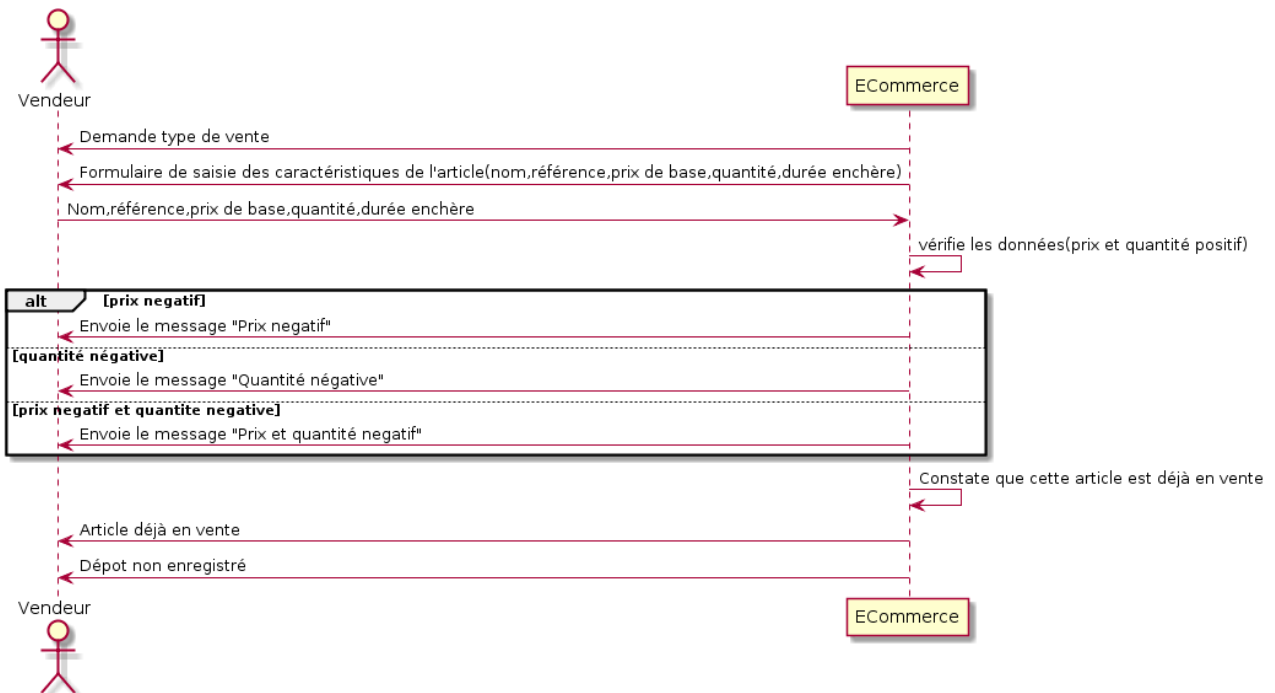 Vendeur
ECommerce
Demande type de vente
Formulaire de saisie des caractéristiques de l'article(nom,référence,prix de base,quantité,durée enchère)
Nom,référence,prix de base,quantité,durée enchère
vérifie les données(prix et quantité positif)
alt [prix negatif]
Envoie le message "Prix negatif"
[quantité négative]
Envoie le message "Quantité négative"
[prix negatif et quantite negative]
Envoie le message "Prix et quantité negatif"
Constate que cette article est déjà en vente
Article déjà en vente
Dépot non enregistré
Vendeur
ECommerce